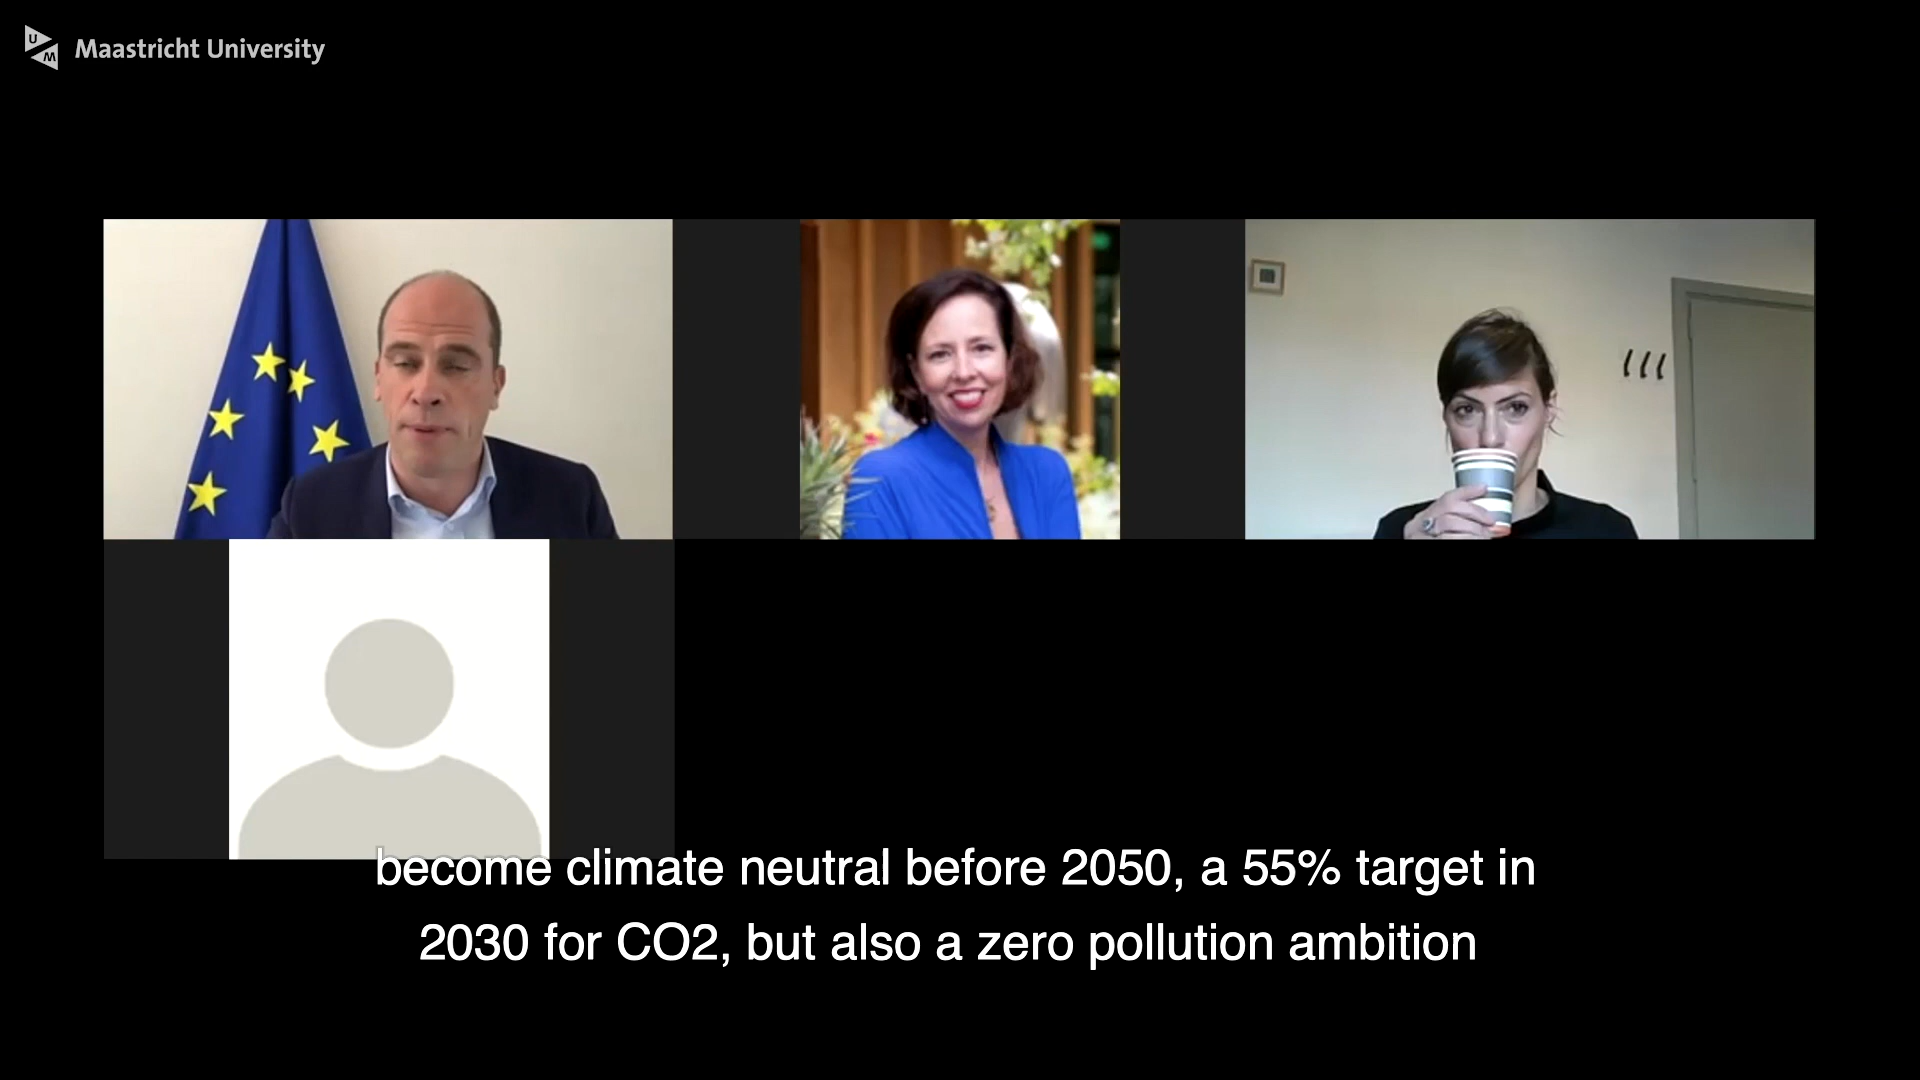 U
M
Maastricht University
become climate neutral before 2050, a 55% target in
2030 for CO2, but also a zero pollution ambition